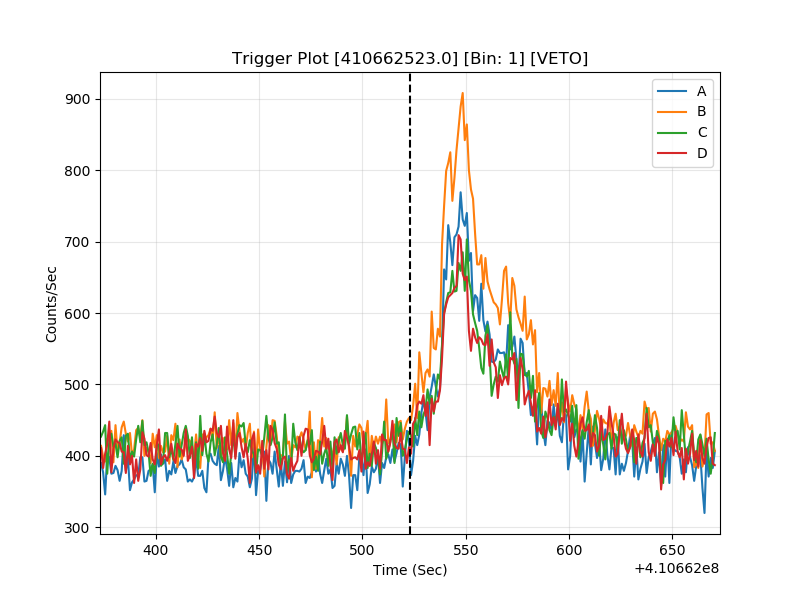 Trigger Plot [410662523.0] [Bin: 1] [VETO]
A
B
C
D
Counts/Sec
900
800
700
600
500
400
300
400 450 500 550 600 650
Time (Sec)
+4.10662e8